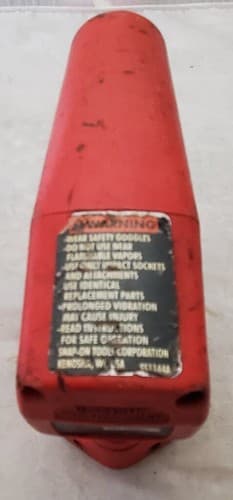 WARNING
-WEAR SAFETY GOGGLES
-DO NOT USE NEAR
FLAMMABLE VAPORS
-USE ONLY IMPACT SOCKETS
AND ATTACHMENTS
-USE IDENTICAL
REPLACEMENT PARTS
-PROLONGED VIBRATION
MAY CAUSE INJURY
-READ INSTRUCTIONS
FOR SAFE OPERATION
SNAP-ON TOOLS CORPORATION
KENOSHA, WI, USA